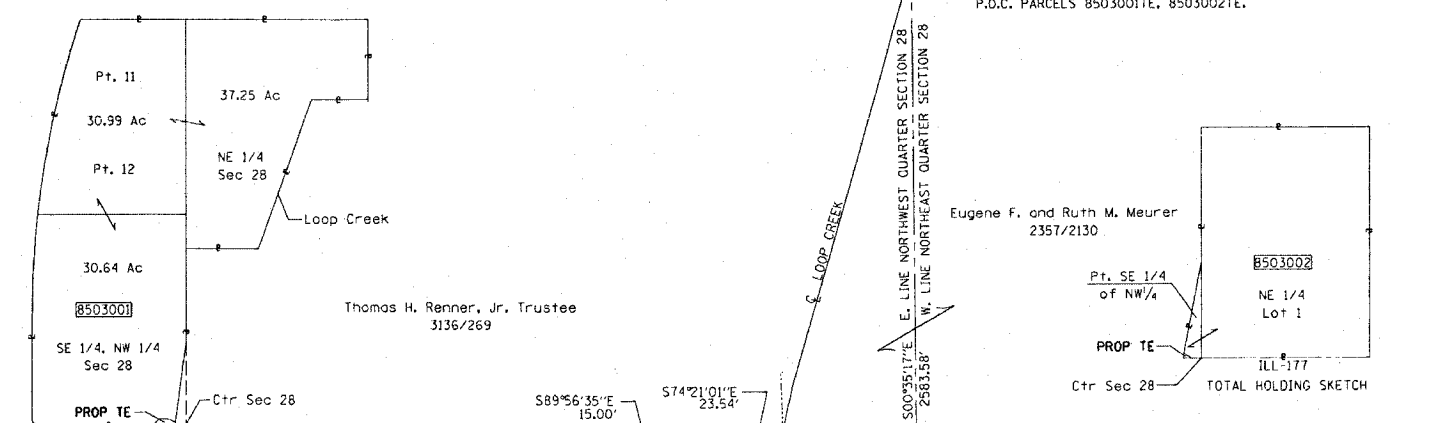 P.O.C. PARCELS 8503001TE, 8503002TE.
Pt. 11
30.99 Ac
Pt. 12
37.25 Ac
NE 1/4
Sec 28
Loop Creek
30.64 Ac
8503001
SE 1/4, NW 1/4
Sec 28
PROP TE
Ctr Sec 28
Thomas H. Renner, Jr. Trustee
3136/269
S89°56'35"E
15.00'
S74°21'01"E
23.54'
℄ LOOP CREEK
E. LINE NORTHWEST QUARTER SECTION 28
W. LINE NORTHEAST QUARTER SECTION 28
S00°35'17"E
2583.58'
Eugene F. and Ruth M. Meurer
2357/2130
Pt. SE 1/4
of NW 1/4
PROP TE
Ctr Sec 28
8503002
NE 1/4
Lot 1
ILL-177
TOTAL HOLDING SKETCH